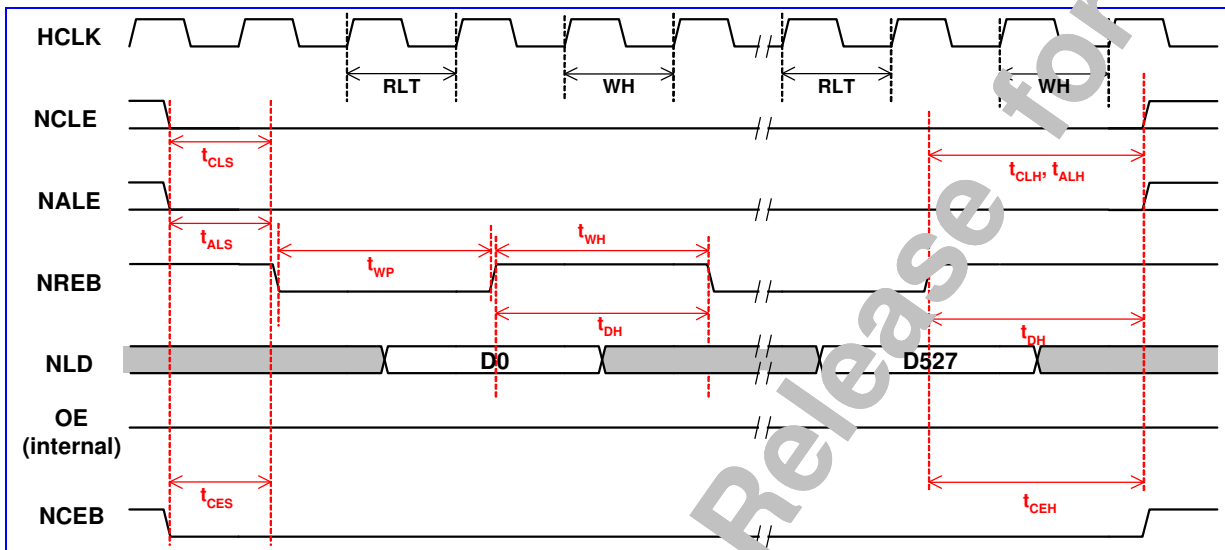 HCLK
RLT
WH
RLT
WH
NCLE
tCLS
tCLH, tALH
NALE
tALS
tWH
tWP
NREB
tDH
tDH
NLD
D0
D527
OE
(internal)
tCES
tCEH
NCEB
Release for